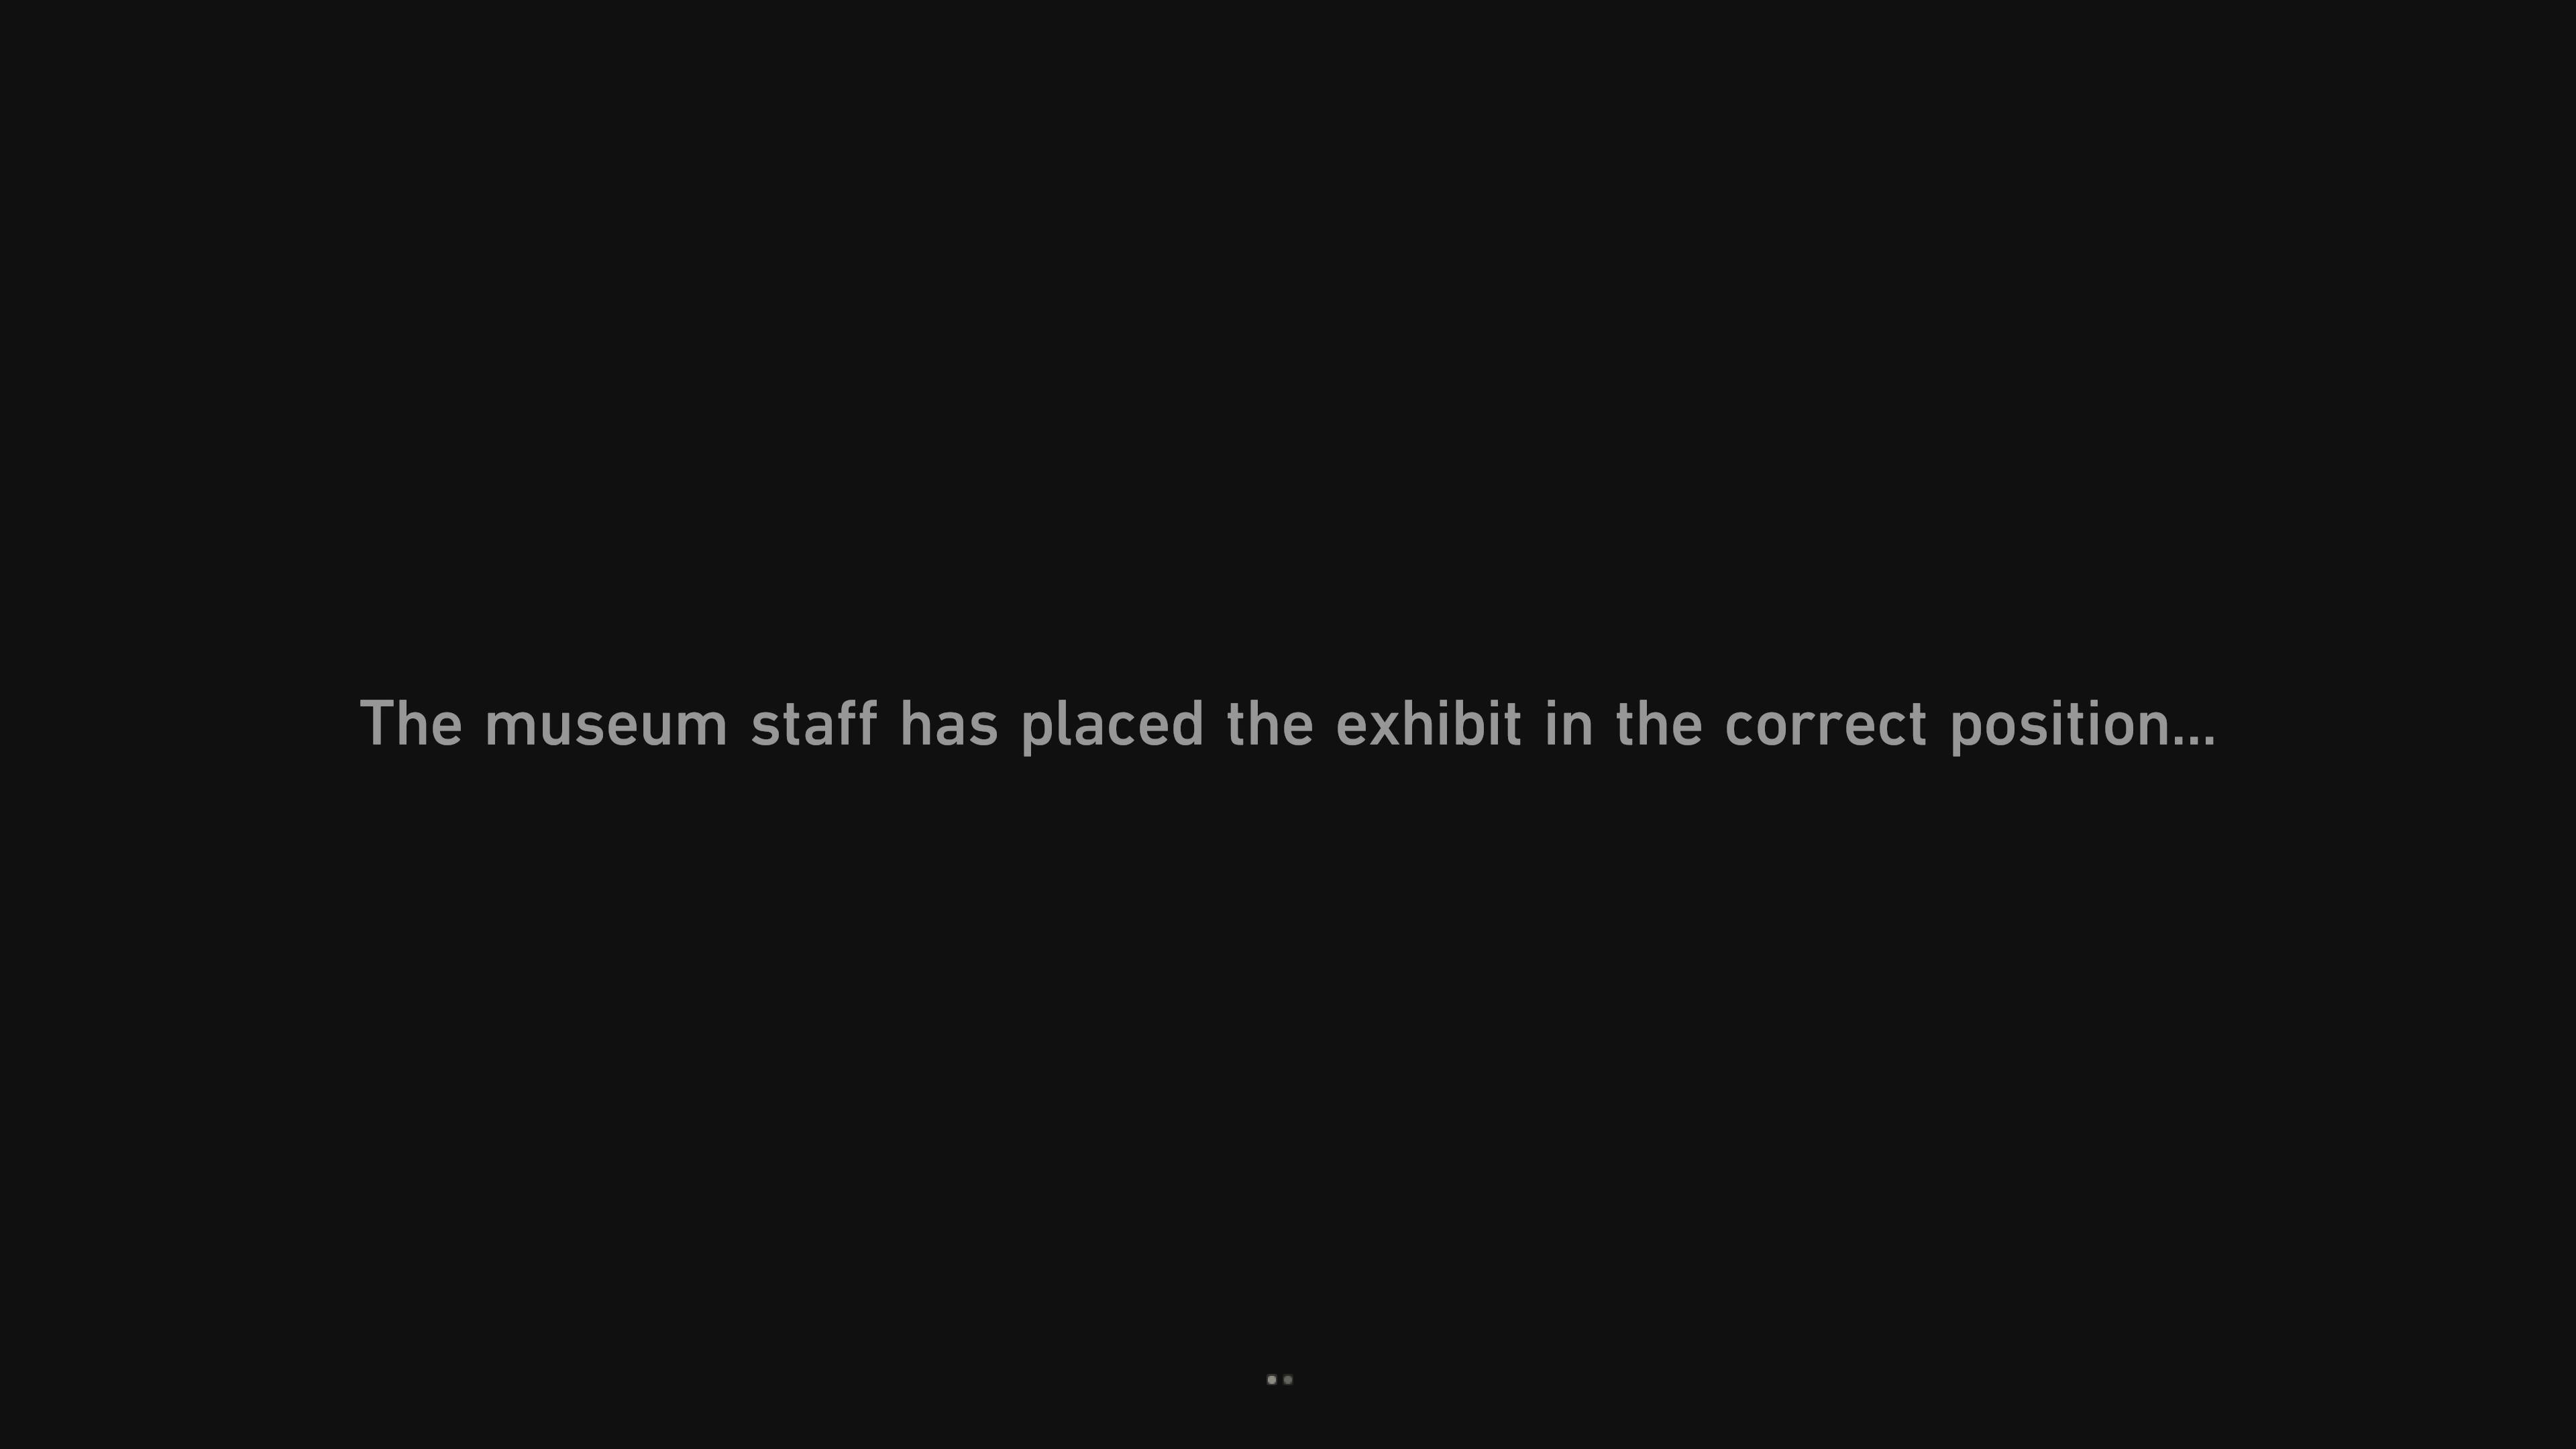 The museum staff has placed the exhibit in the correct position...